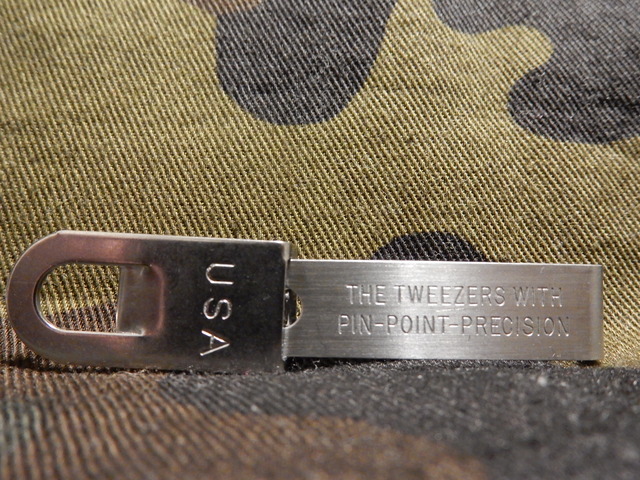 USA
THE TWEEZERS WITH
PIN-POINT-PRECISION